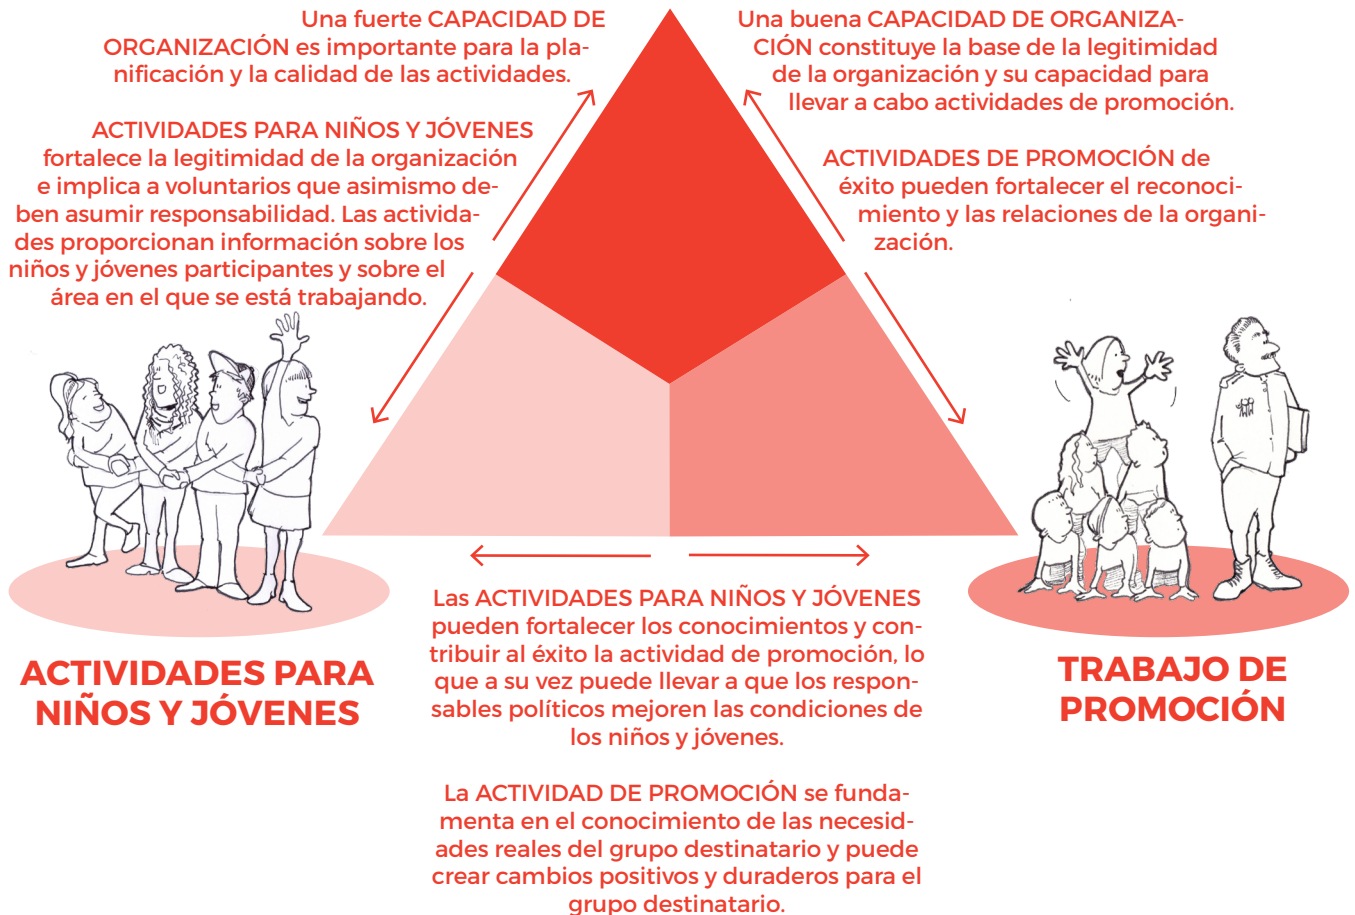 Una fuerte CAPACIDAD DE
ORGANIZACIÓN es importante para la pla-
nificación y la calidad de las actividades.
ACTIVIDADES PARA NIÑOS Y JÓVENES
fortalece la legitimidad de la organización
e implica a voluntarios que asimismo de-
ben asumir responsabilidad. Las activida-
des proporcionan información sobre los
niños y jóvenes participantes y sobre el
área en el que se está trabajando.
Una buena CAPACIDAD DE ORGANIZA-
CIÓN constituye la base de la legitimidad
de la organización y su capacidad para
llevar a cabo actividades de promoción.
ACTIVIDADES DE PROMOCIÓN de
éxito pueden fortalecer el reconoci-
miento y las relaciones de la organi-
zación.
ACTIVIDADES PARA
NIÑOS Y JÓVENES
Las ACTIVIDADES PARA NIÑOS Y JÓVENES
pueden fortalecer los conocimientos y con-
tribuir al éxito la actividad de promoción, lo
que a su vez puede llevar a que los respon-
sables políticos mejoren las condiciones de
los niños y jóvenes.
La ACTIVIDAD DE PROMOCIÓN se funda-
menta en el conocimiento de las necesid-
ades reales del grupo destinatario y puede
crear cambios positivos y duraderos para el
grupo destinatario.
TRABAJO DE
PROMOCIÓN